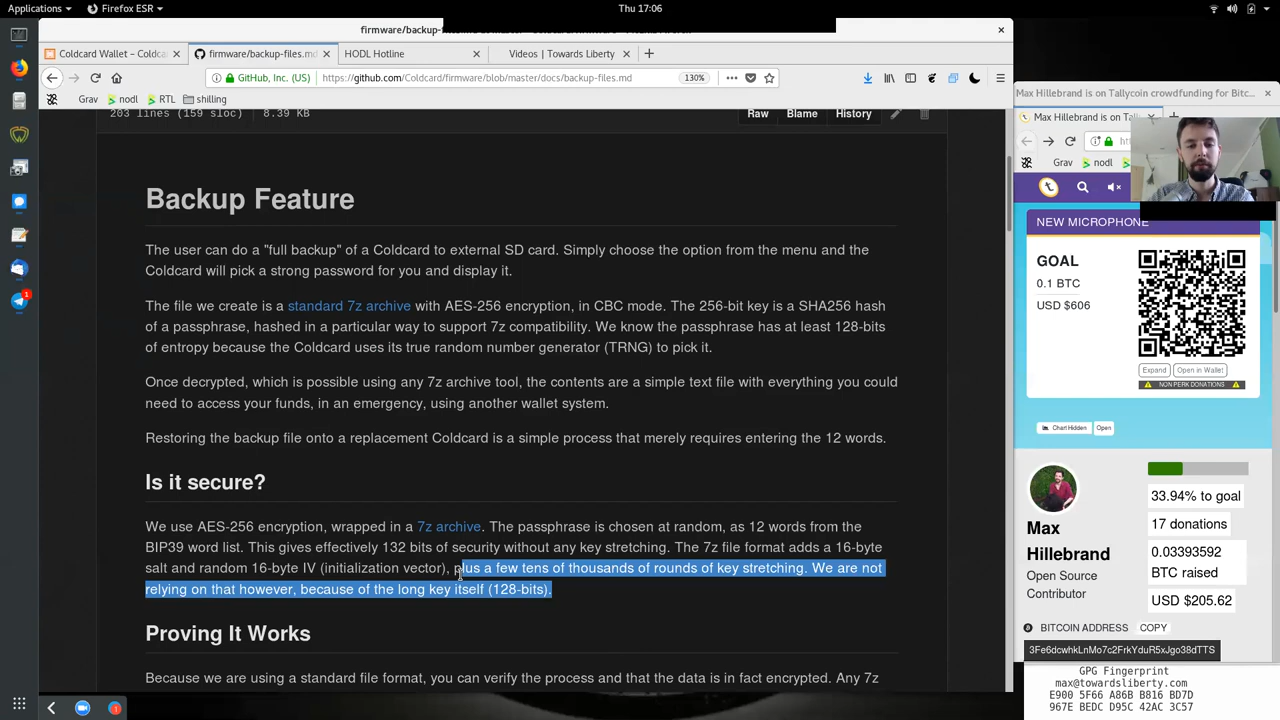 Applications
Firefox ESR
Thu 17:06
firmware/backup-
Coldcard Wallet – Coldca
firmware/backup-files.md
HODL Hotline
Videos | Towards Liberty
GitHub, Inc. (US)
https://github.com/Coldcard/firmware/blob/master/docs/backup-files.md
130%
Grav
nodl
RTL
shilling
203 lines (159 sloc)
8.39 KB
Raw
Blame
History
Backup Feature
The user can do a "full backup" of a Coldcard to external SD card. Simply choose the option from the menu and the
Coldcard will pick a strong password for you and display it.
The file we create is a standard 7z archive with AES-256 encryption, in CBC mode. The 256-bit key is a SHA256 hash
of a passphrase, hashed in a particular way to support 7z compatibility. We know the passphrase has at least 128-bits
of entropy because the Coldcard uses its true random number generator (TRNG) to pick it.
Once decrypted, which is possible using any 7z archive tool, the contents are a simple text file with everything you could
need to access your funds, in an emergency, using another wallet system.
Restoring the backup file onto a replacement Coldcard is a simple process that merely requires entering the 12 words.
Is it secure?
We use AES-256 encryption, wrapped in a 7z archive. The passphrase is chosen at random, as 12 words from the
BIP39 word list. This gives effectively 132 bits of security without any key stretching. The 7z file format adds a 16-byte
salt and random 16-byte IV (initialization vector), plus a few tens of thousands of rounds of key stretching. We are not
relying on that however, because of the long key itself (128-bits).
Proving It Works
Because we are using a standard file format, you can verify the process and that the data is in fact encrypted. Any 7z
Max Hillebrand is on Tallycoin crowdfunding for Bitc...
Max Hillebrand is on Tal
Grav
nodl
NEW MICROPHONE
GOAL
0.1 BTC
USD $606
Expand
Open in Wallet
NON PERK DONATIONS
Chart Hidden
Open
33.94% to goal
Max
Hillebrand
Open Source
Contributor
17 donations
0.03393592
BTC raised
USD $205.62
BITCOIN ADDRESS
COPY
3Fe6dcwhkLnMo7c2FrkYduR5xJgo38dTTS
GPG Fingerprint
max@towardsliberty.com
E900 5F66 A86B B816 BD7D
967E BEDC D95C 42AC 3C57